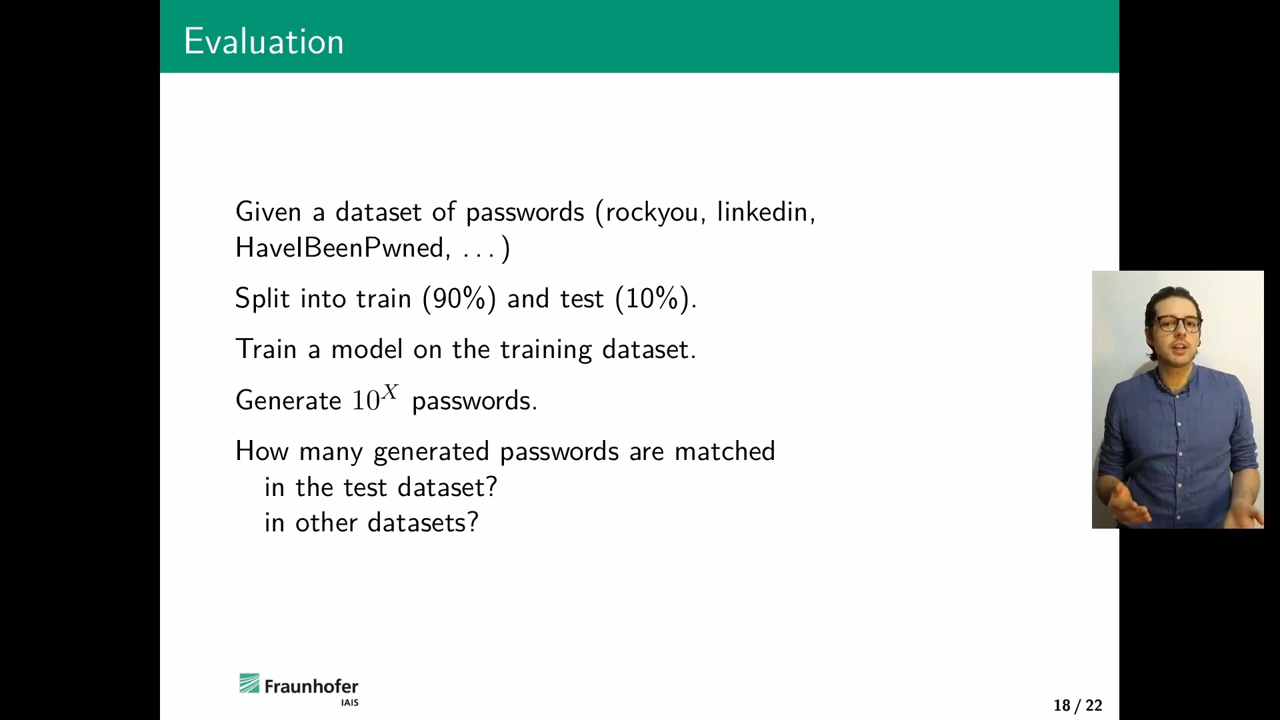 Evaluation
Given a dataset of passwords (rockyou, linkedin,
HaveIBeenPwned, . . . )
Split into train (90%) and test (10%).
Train a model on the training dataset.
Generate 10^X passwords.
How many generated passwords are matched
in the test dataset?
in other datasets?
Fraunhofer
IAIS
18 / 22